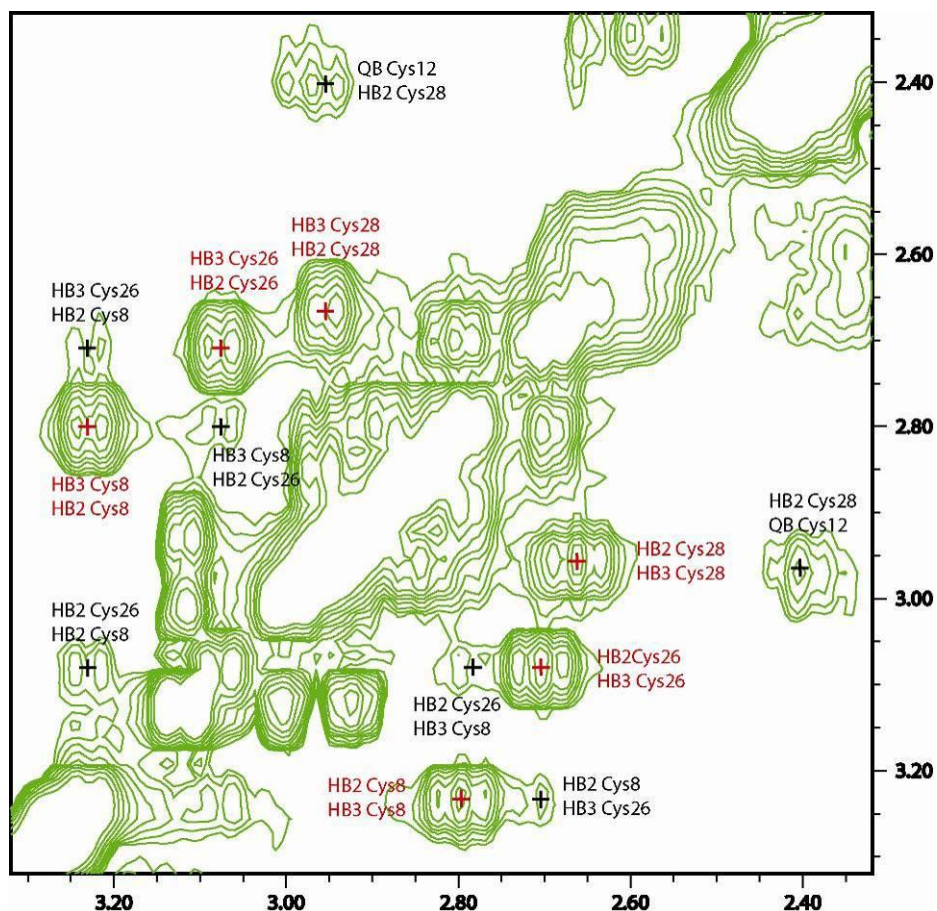 QB Cys12
HB2 Cys28
2.40
HB3 Cys28
HB2 Cys28
HB3 Cys26
HB2 Cys26
2.60
HB3 Cys26
HB2 Cys8
2.80
HB3 Cys8
HB2 Cys26
HB3 Cys8
HB2 Cys8
HB2 Cys28
QB Cys12
HB2 Cys28
HB3 Cys28
3.00
HB2 Cys26
HB2 Cys8
HB2Cys26
HB3 Cys26
HB2 Cys26
HB3 Cys8
3.20
HB2 Cys8
HB3 Cys8
HB2 Cys8
HB3 Cys26
3.20 3.00 2.80 2.60 2.40